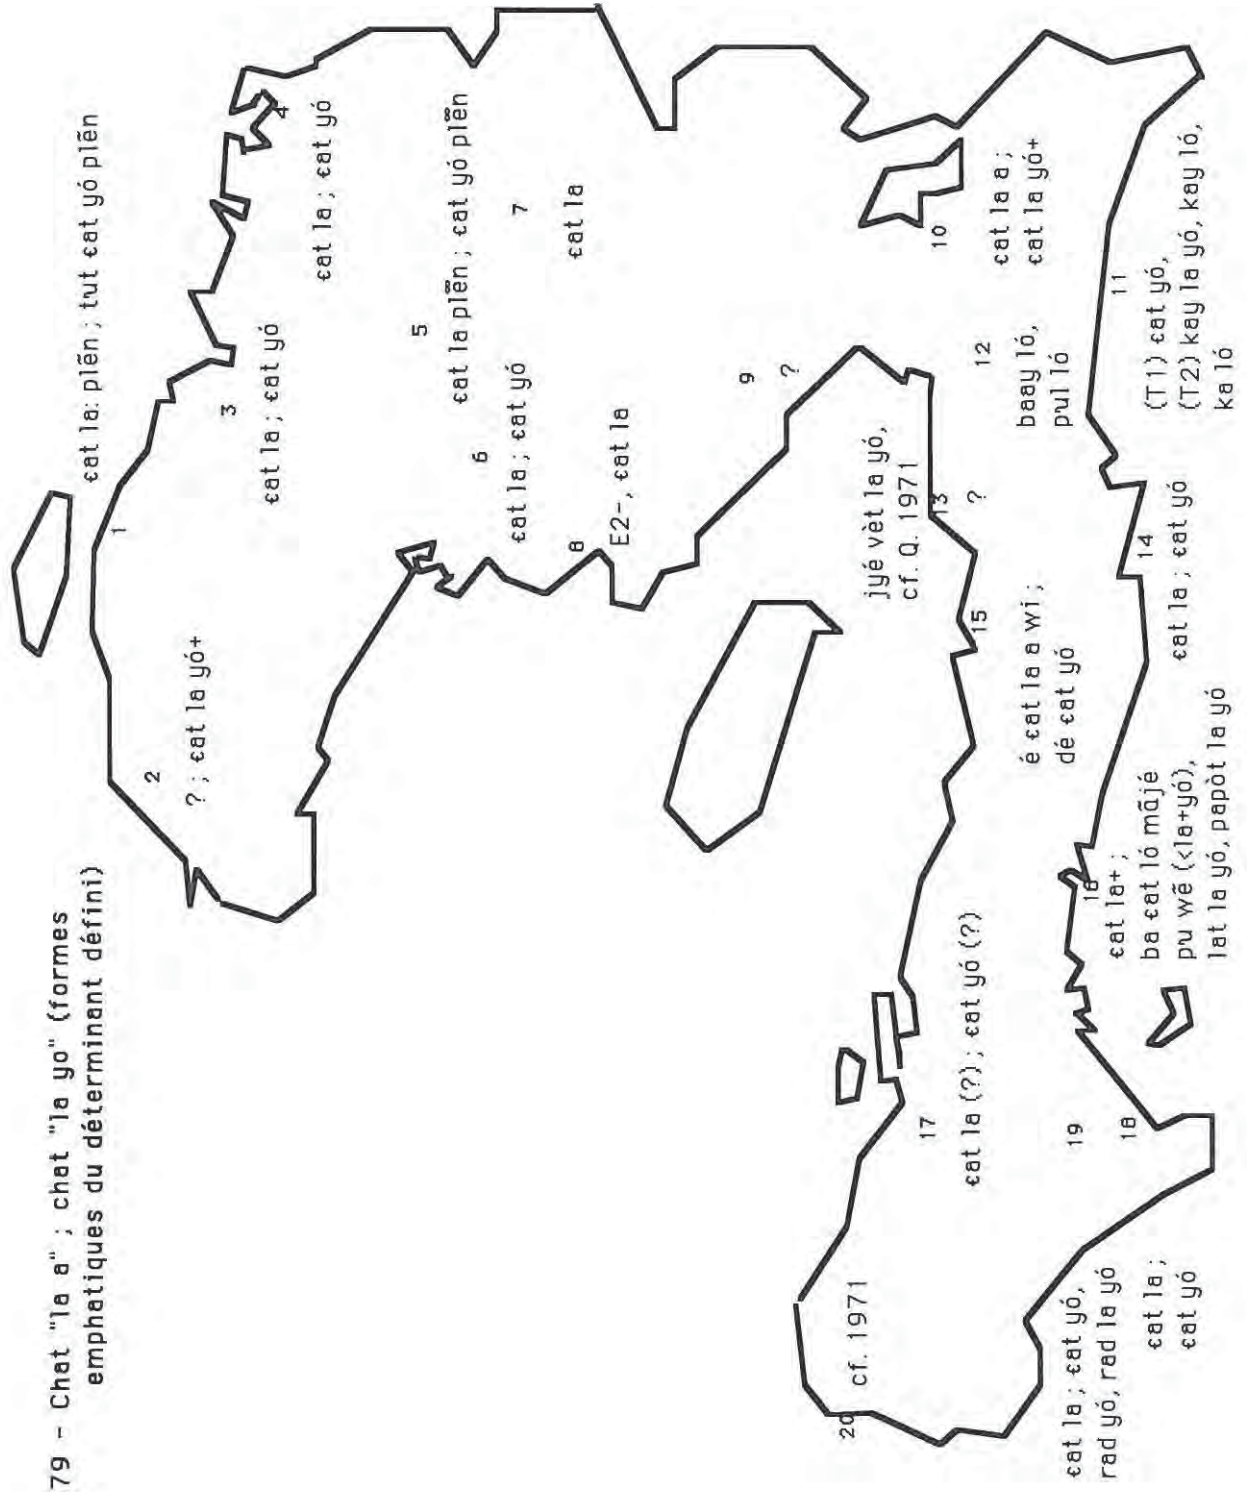 79 - Chat "la a" ; chat "la yo" (formes
emphatiques du déterminant défini)
1
ɛat la: plẽn ; tut ɛat yó plẽn
2
? ; ɛat la yó+
3
ɛat la ; ɛat yó
4
ɛat la ; ɛat yó
5
ɛat la plẽn ; ɛat yó plẽn
6
ɛat la ; ɛat yó
7
ɛat la
8
E2-, ɛat la
9
?
10
ɛat la a ;
ɛat la yó+
11
(T1) ɛat yó,
(T2) kay la yó, kay ló,
ka ló
12
baay ló,
pul ló
jyé vèt la yó,
cf. Q. 1971
13
?
14
ɛat la ; ɛat yó
15
é ɛat la a wi ;
dé ɛat yó
16
ɛat la+ ;
ba ɛat ló mãjé
pu wẽ (<la+yó),
lat la yó, papòt la yó
17
ɛat la (?) ; ɛat yó (?)
18
ɛat la ;
ɛat yó
19
ɛat la ; ɛat yó,
rad yó, rad la yó
20
cf. 1971